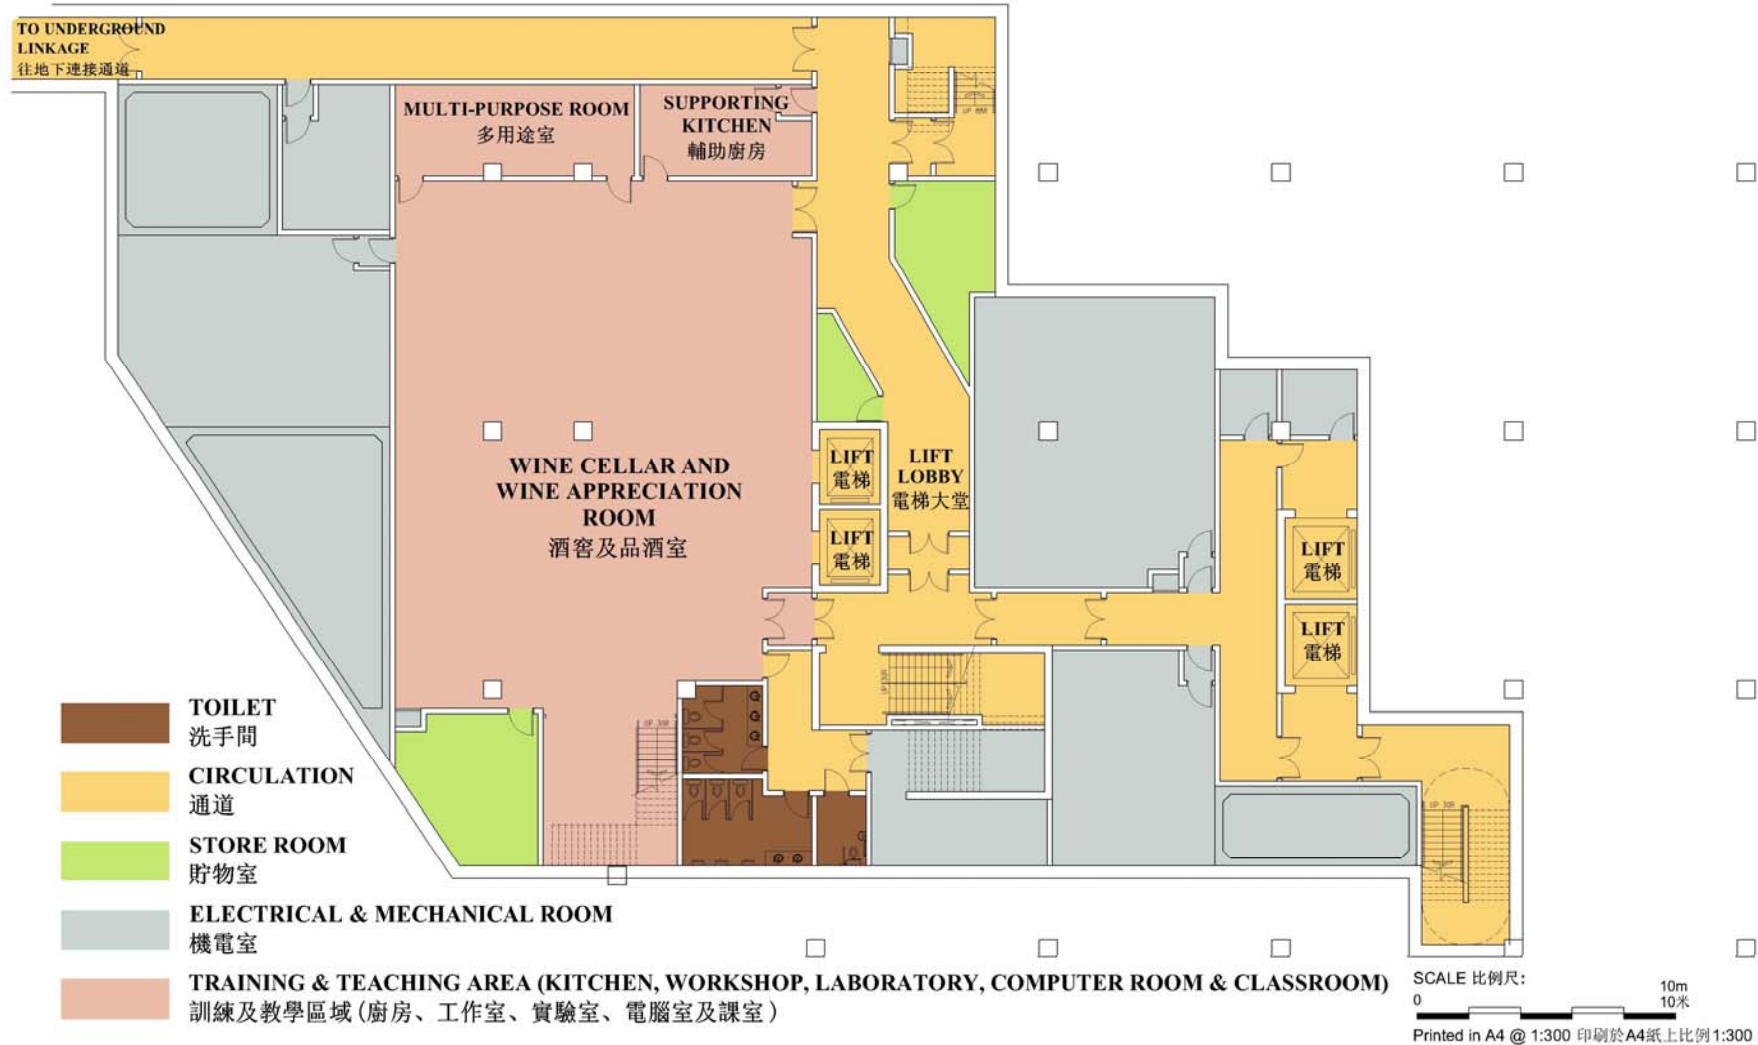 TO UNDERGROUND
LINKAGE
往地下連接通道
MULTI-PURPOSE ROOM
多用途室
SUPPORTING
KITCHEN
輔助廚房
UP 88R
WINE CELLAR AND
WINE APPRECIATION
ROOM
酒窖及品酒室
LIFT
電梯
LIFT
電梯
LIFT
LOBBY
電梯大堂
LIFT
電梯
LIFT
電梯
UP 30R
UP 30R
TOILET
洗手間
CIRCULATION
通道
STORE ROOM
貯物室
ELECTRICAL & MECHANICAL ROOM
機電室
TRAINING & TEACHING AREA (KITCHEN, WORKSHOP, LABORATORY, COMPUTER ROOM & CLASSROOM)
訓練及教學區域(廚房、工作室、實驗室、電腦室及課室)
SCALE 比例尺:
0 10m
10米
Printed in A4 @ 1:300 印刷於A4紙上比例1:300